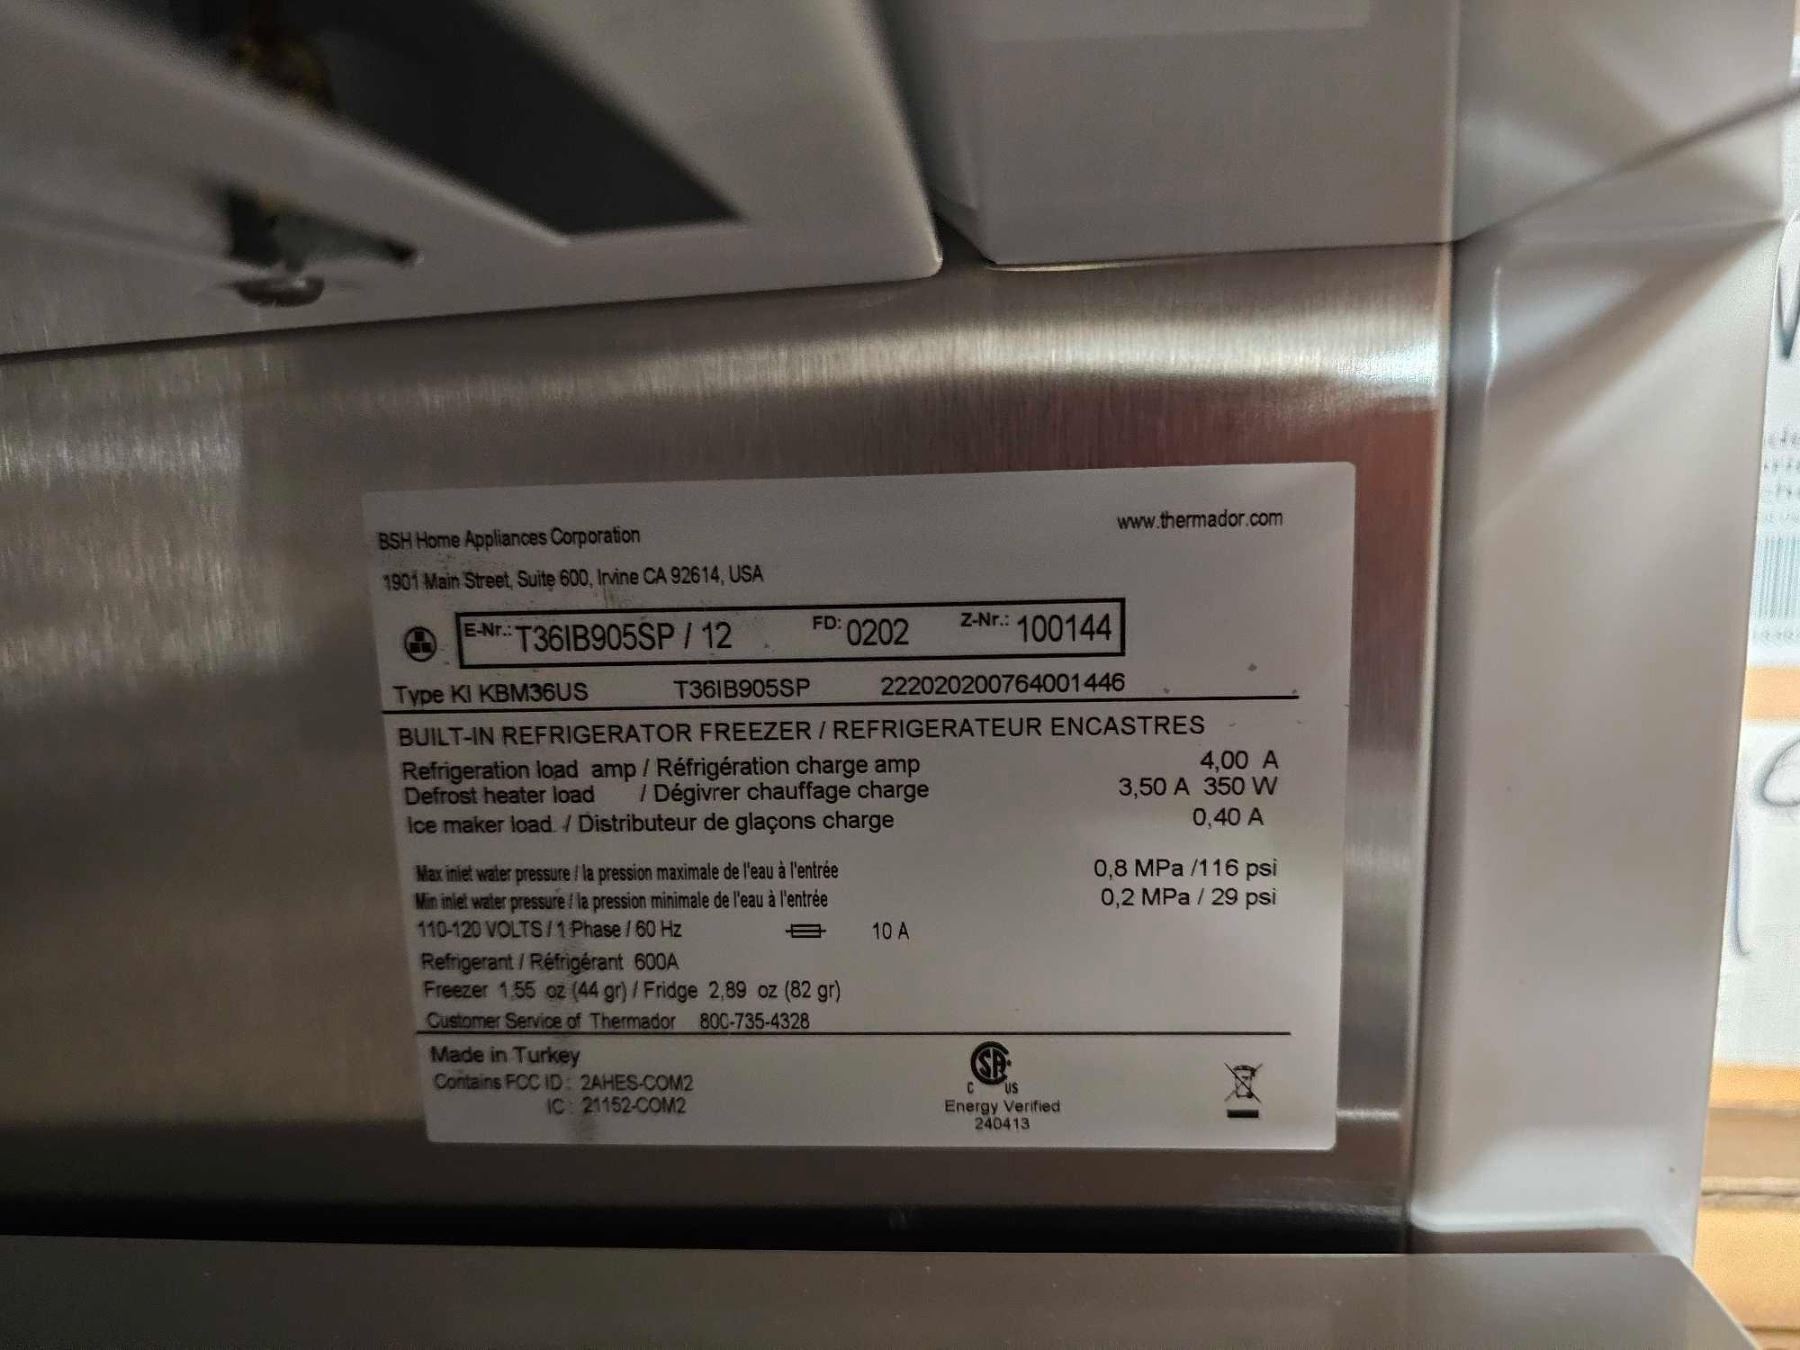 www.thermador.com
BSH Home Appliances Corporation
1901 Main Street, Suite 600, Irvine CA 92614, USA
E-Nr.: T36IB905SP / 12 FD: 0202 Z-Nr.: 100144
Type KI KBM36US T36IB905SP 222020200764001446
BUILT-IN REFRIGERATOR FREEZER / REFRIGERATEUR ENCASTRES
Refrigeration load amp / Réfrigération charge amp 4,00 A
Defrost heater load / Dégivrer chauffage charge 3,50 A 350 W
Ice maker load / Distributeur de glaçons charge 0,40 A
Max inlet water pressure / la pression maximale de l'eau à l'entrée 0,8 MPa /116 psi
Min inlet water pressure / la pression minimale de l'eau à l'entrée 0,2 MPa / 29 psi
110-120 VOLTS / 1 Phase / 60 Hz 10 A
Refrigerant / Réfrigérant 600A
Freezer 1,55 oz (44 gr) / Fridge 2,89 oz (82 gr)
Customer Service of Thermador 800-735-4328
Made in Turkey
Contains FCC ID : 2AHES-COM2
IC : 21152-COM2
C SA US
Energy Verified
240413